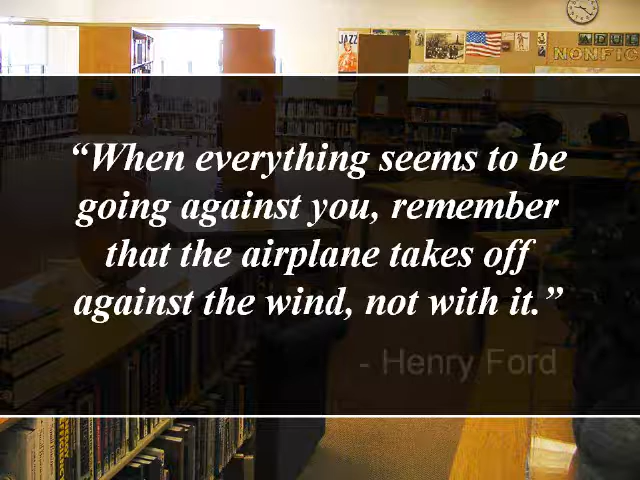 JAZZ
ADULT
NONFIC
“When everything seems to be
going against you, remember
that the airplane takes off
against the wind, not with it.”
- Henry Ford